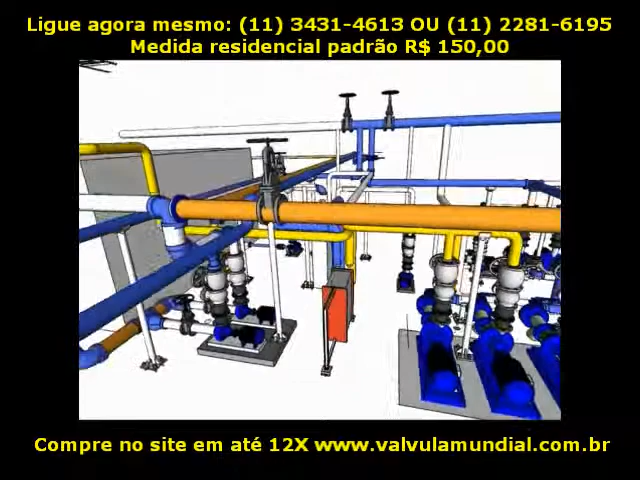 Ligue agora mesmo: (11) 3431-4613 OU (11) 2281-6195
Medida residencial padrão R$ 150,00
Compre no site em até 12X www.valvulamundial.com.br